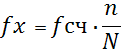 fx = fсч · n/N